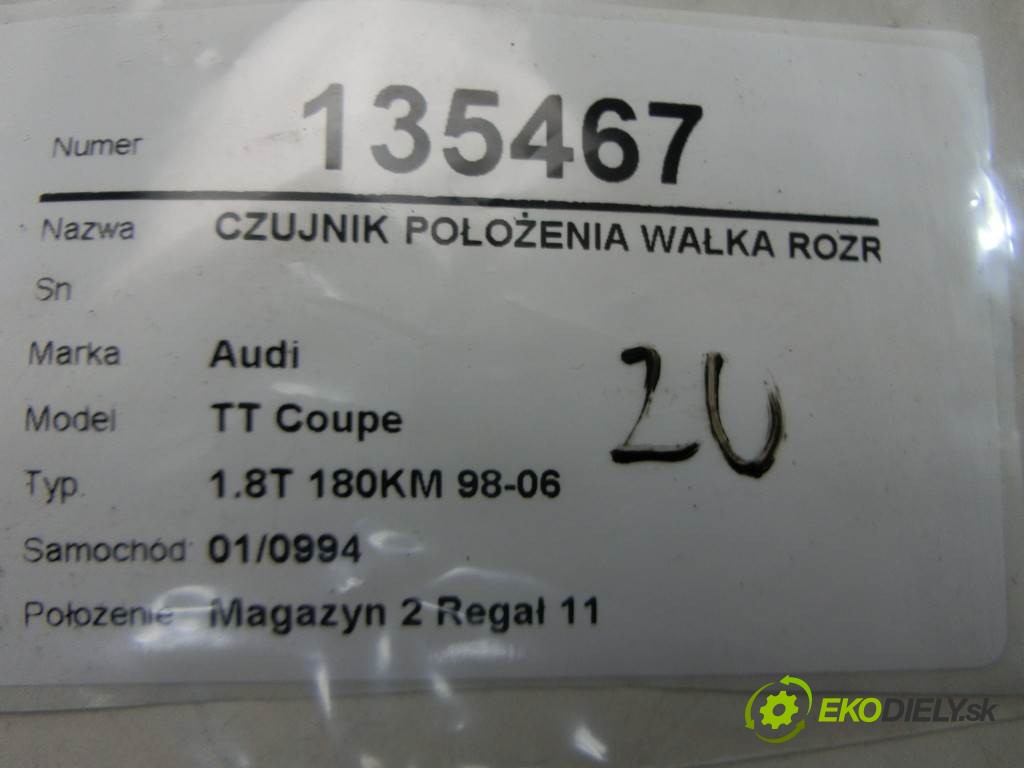 Numer 135467
Nazwa CZUJNIK POŁOŻENIA WAŁKA ROZR
Sn
Marka Audi
Model TT Coupe
20
Typ. 1.8T 180KM 98-06
Samochód 01/0994
Położenie Magazyn 2 Regał 11
EKODIELY.sk